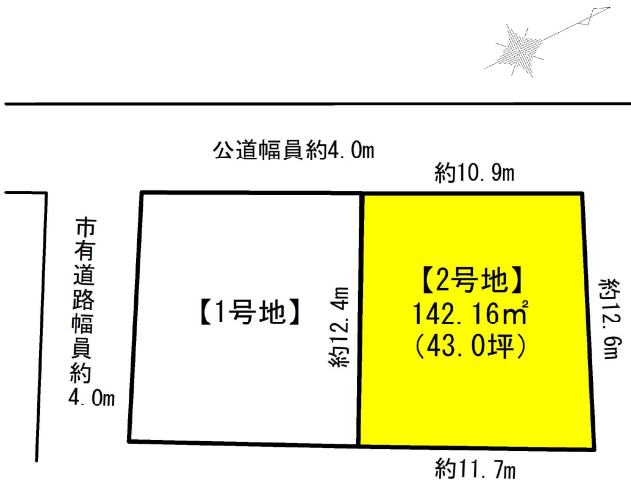 公道幅員約4.0m
約10.9m
市有道路幅員約
4.0m
【1号地】
約12.4m
【2号地】
142.16㎡
(43.0坪)
約12.6m
約11.7m